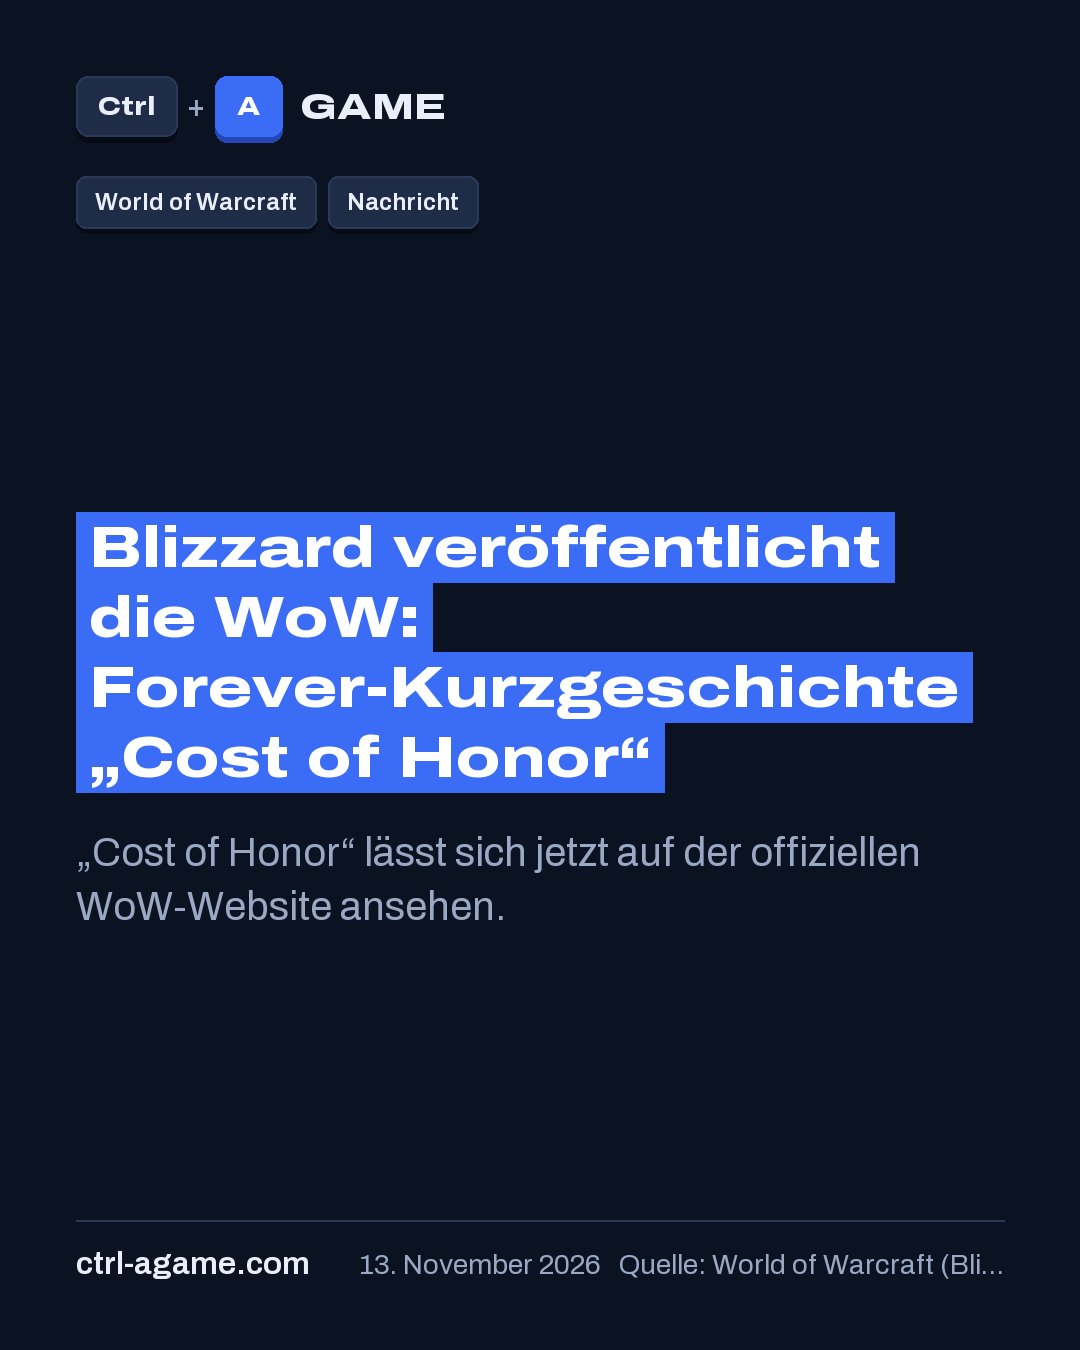 Ctrl + A GAME
World of Warcraft Nachricht
Blizzard veröffentlicht
die WoW:
Forever-Kurzgeschichte
„Cost of Honor“
„Cost of Honor“ lässt sich jetzt auf der offiziellen
WoW-Website ansehen.
ctrl-agame.com 13. November 2026 Quelle: World of Warcraft (Bli...